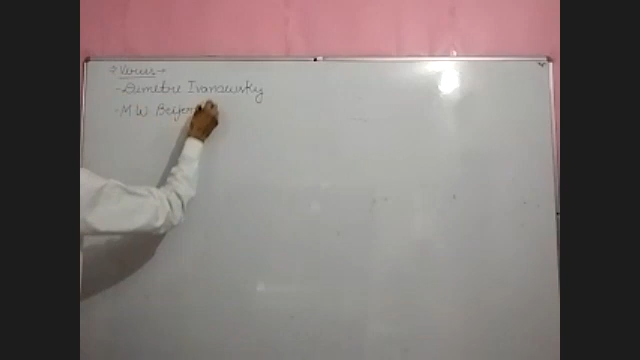 * Virus →
- Dimitri Ivanowsky
- M W Beijer